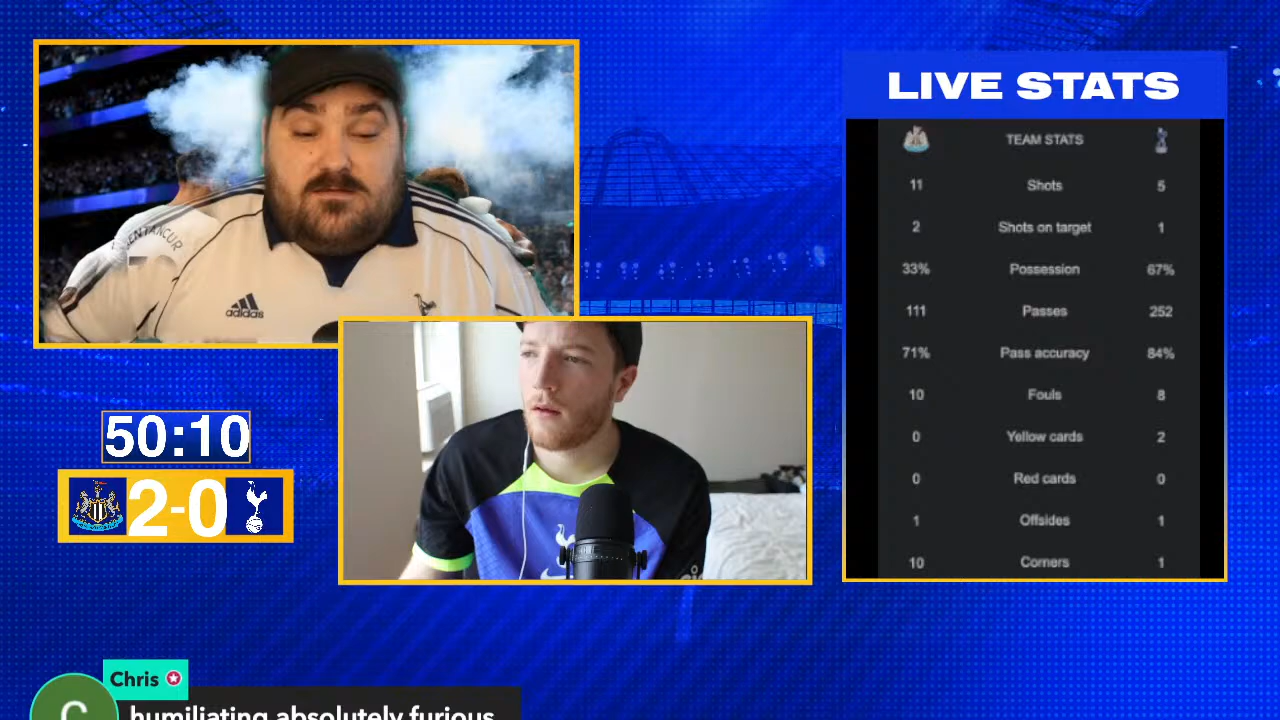 LIVE STATS
TEAM STATS
11 Shots 5
2 Shots on target 1
33% Possession 67%
111 Passes 252
71% Pass accuracy 84%
10 Fouls 8
0 Yellow cards 2
0 Red cards 0
1 Offsides 1
10 Corners 1
ENTANCUR
adidas
50:10
2-0
Chris
C
humiliating absolutely furious